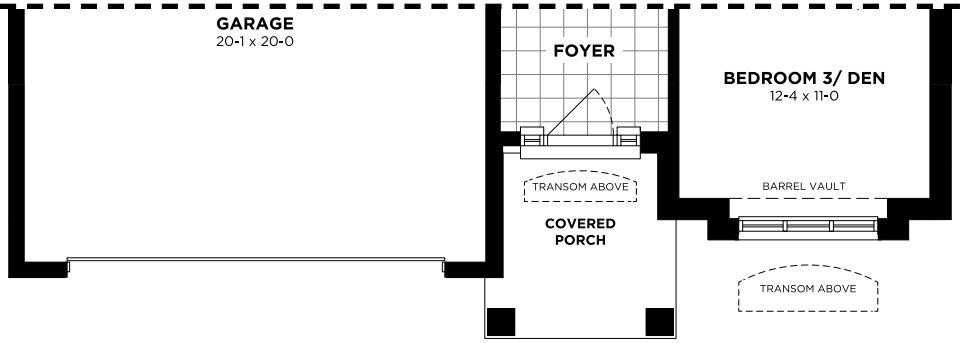 GARAGE
20-1 x 20-0
FOYER
BEDROOM 3/ DEN
12-4 x 11-0
TRANSOM ABOVE
BARREL VAULT
COVERED
PORCH
TRANSOM ABOVE